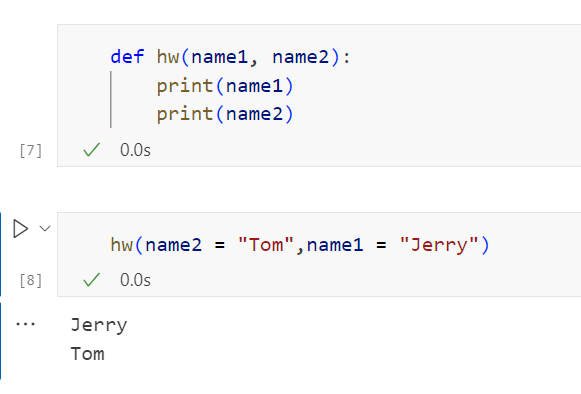 def hw(name1, name2):
    print(name1)
    print(name2)
[7] ✓ 0.0s
hw(name2 = "Tom",name1 = "Jerry")
[8] ✓ 0.0s
... Jerry
Tom